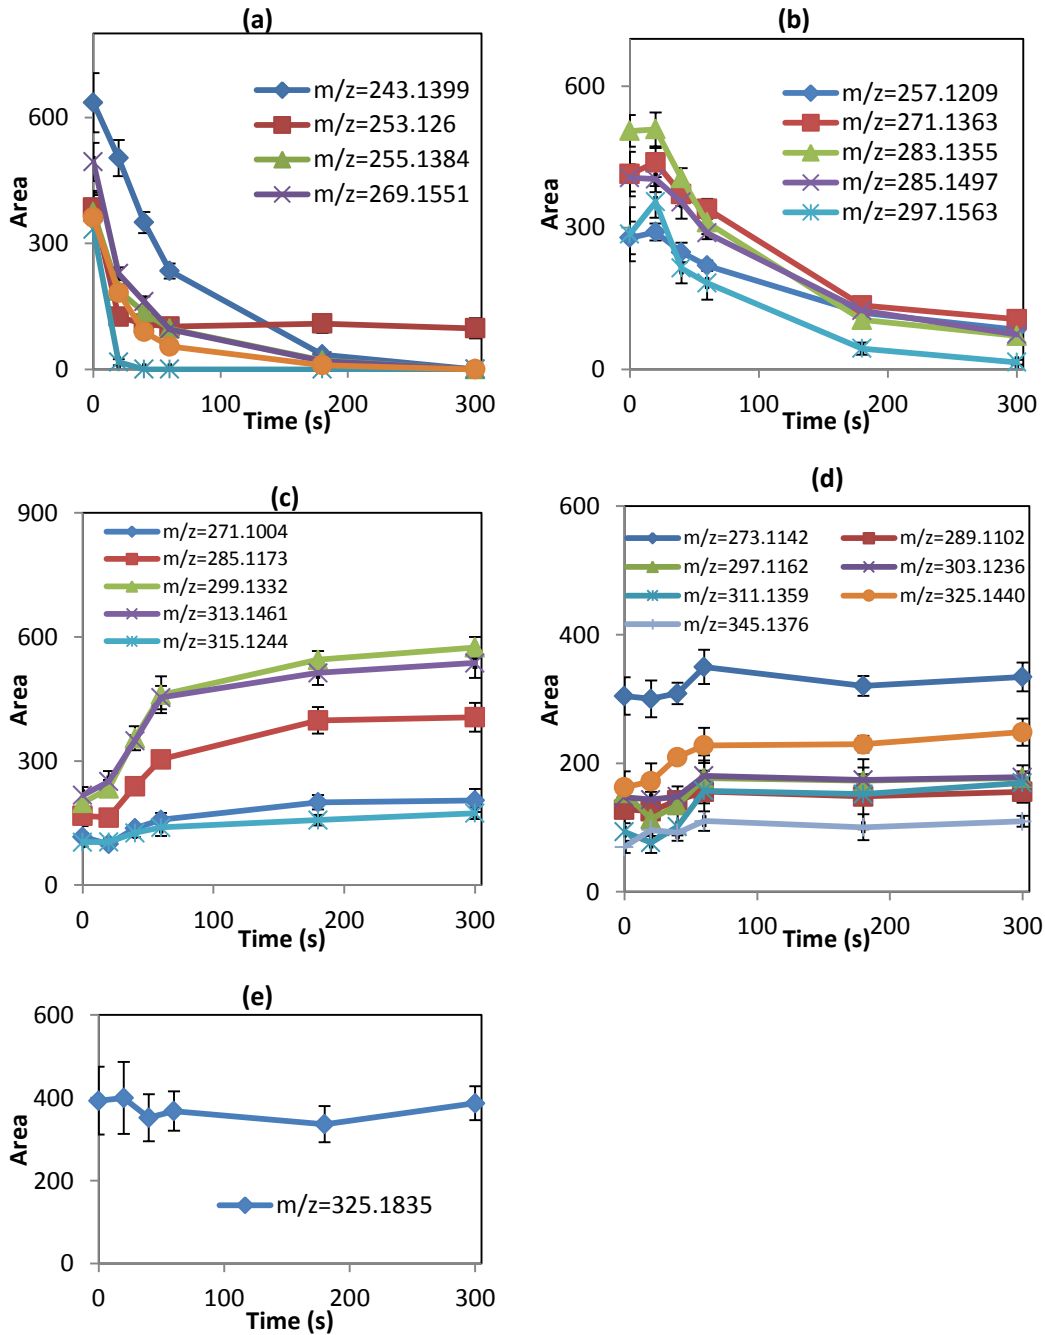 (a)
600
300
0
Area
m/z=243.1399
m/z=253.126
m/z=255.1384
m/z=269.1551
0 100 200 300
Time (s)
(b)
600
300
0
Area
m/z=257.1209
m/z=271.1363
m/z=283.1355
m/z=285.1497
m/z=297.1563
0 100 200 300
Time (s)
(c)
900
600
300
0
Area
m/z=271.1004
m/z=285.1173
m/z=299.1332
m/z=313.1461
m/z=315.1244
0 100 200 300
Time (s)
(d)
600
400
200
0
Area
m/z=273.1142 m/z=289.1102
m/z=297.1162 m/z=303.1236
m/z=311.1359 m/z=325.1440
m/z=345.1376
0 100 200 300
Time (s)
(e)
600
400
200
0
Area
m/z=325.1835
0 100 200 300
Time (s)